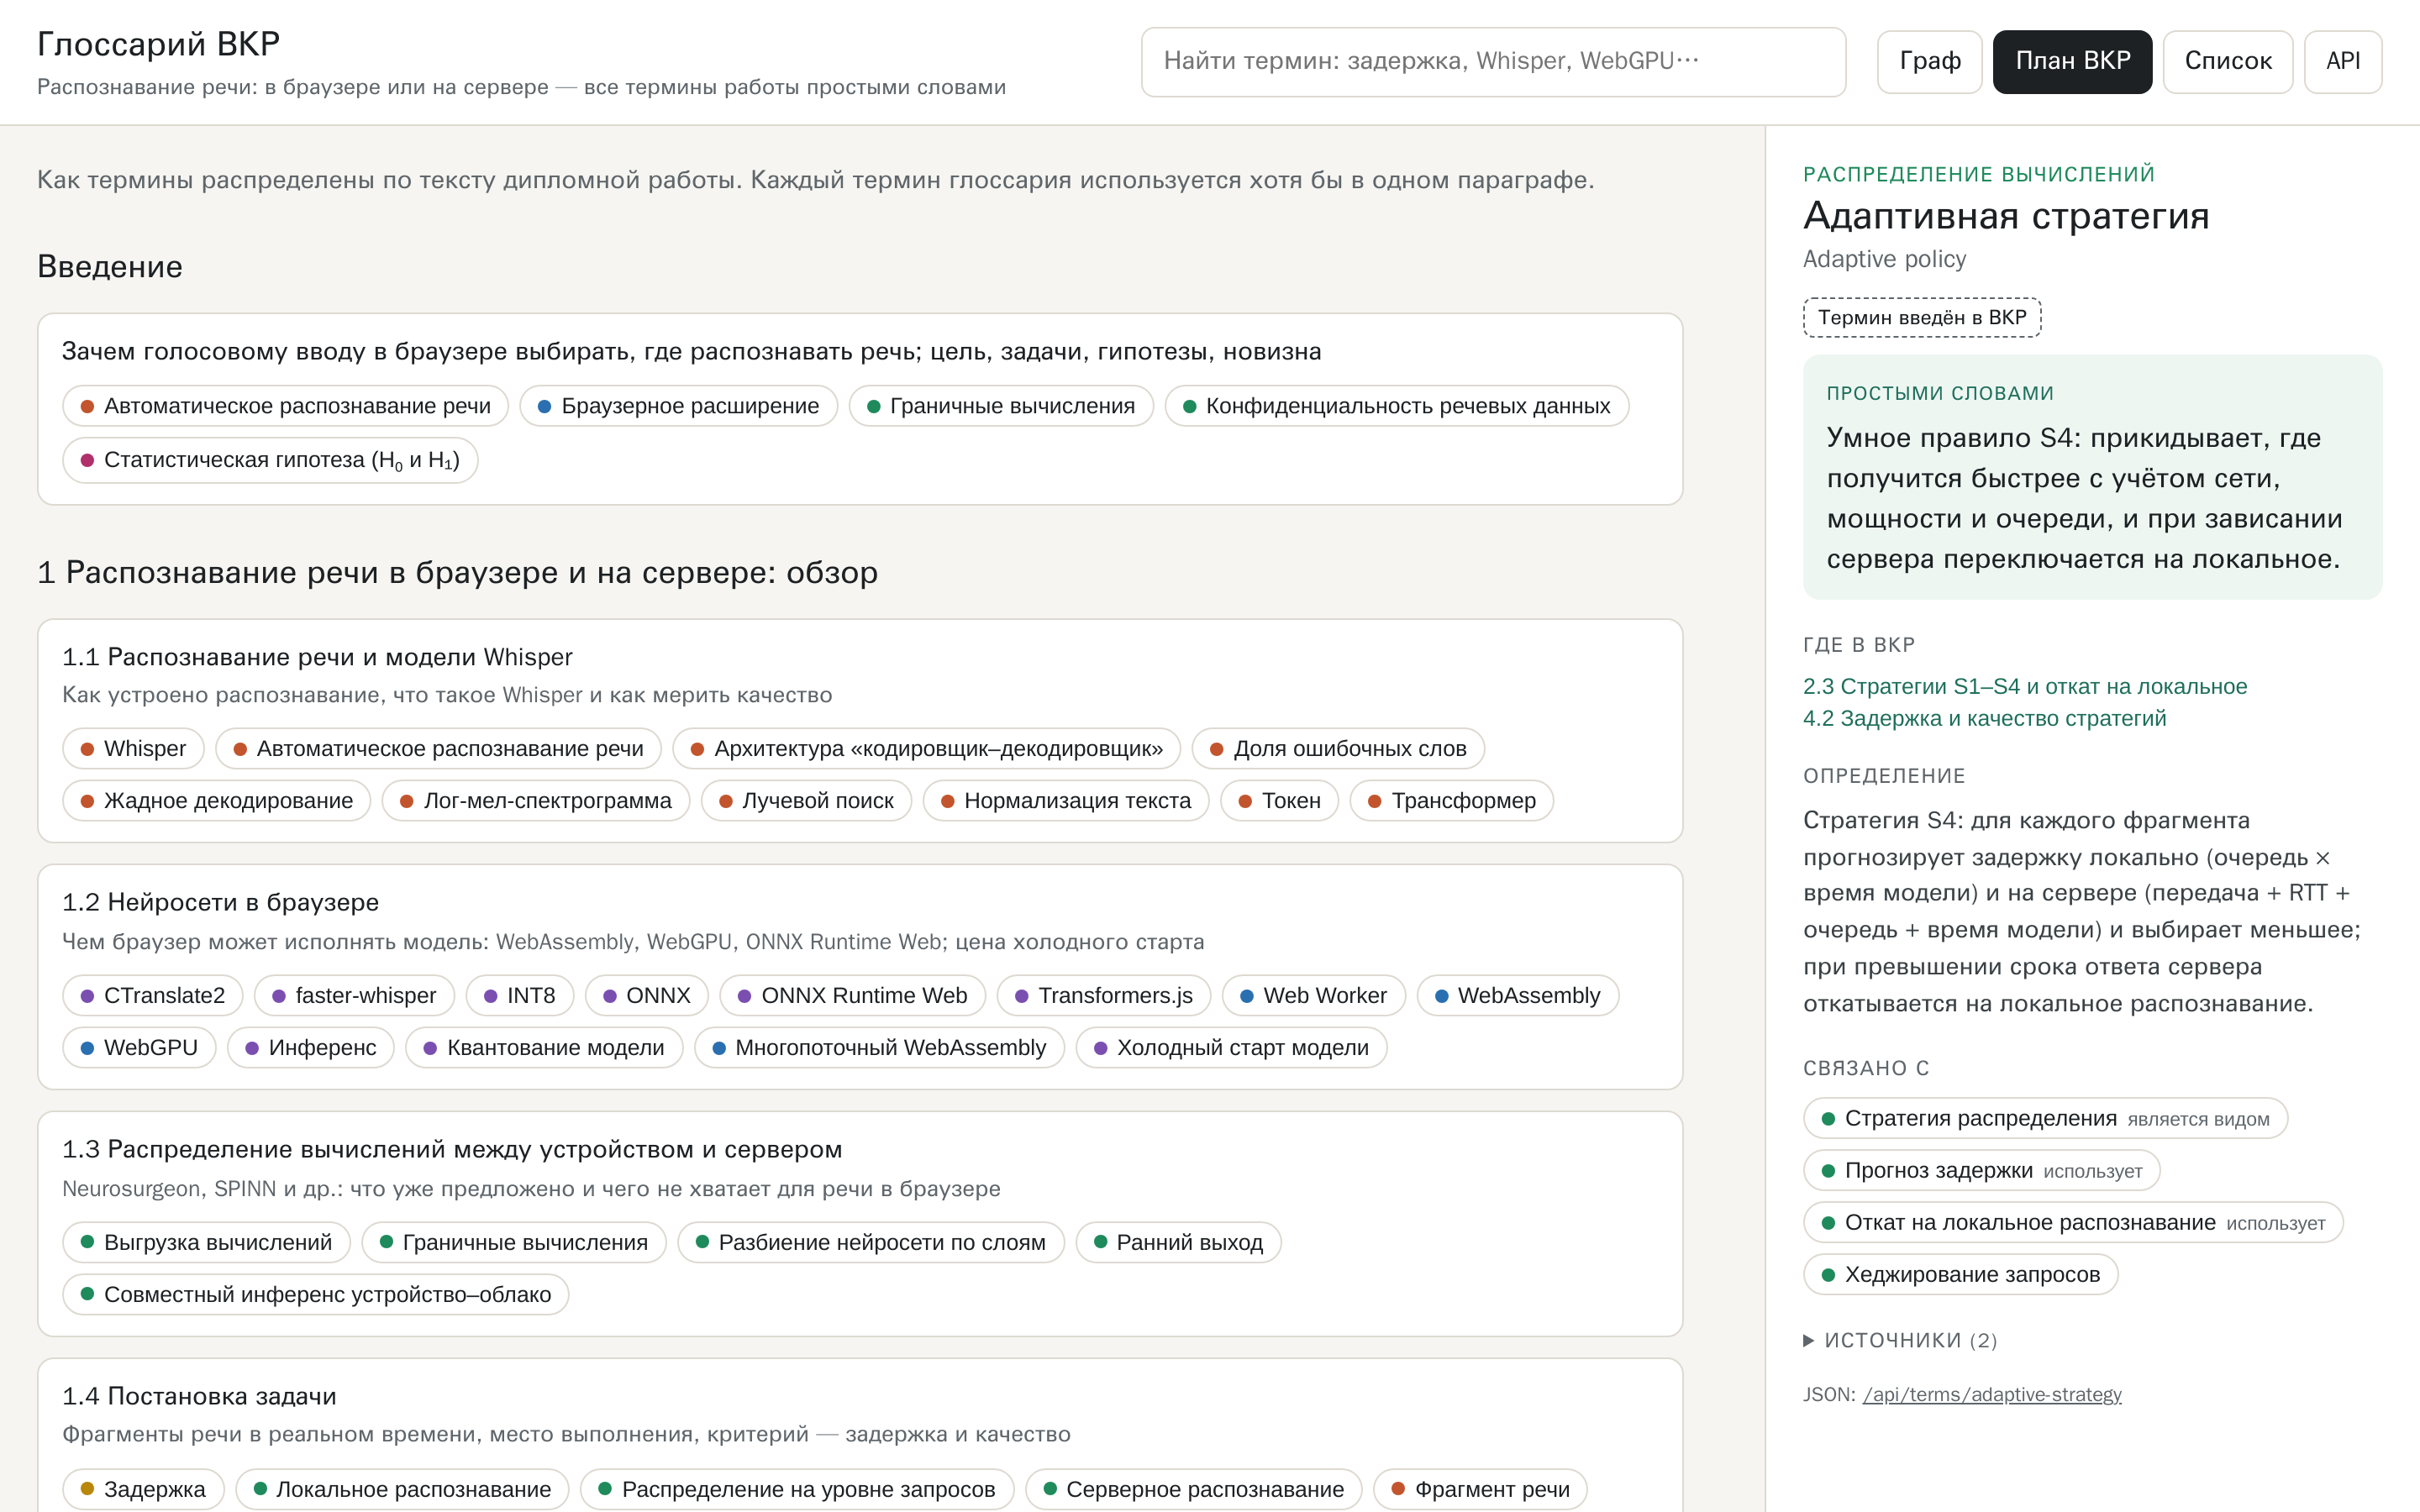 Глоссарий ВКР
Распознавание речи: в браузере или на сервере — все термины работы простыми словами
Найти термин: задержка, Whisper, WebGPU…
Граф
План ВКР
Список
API
Как термины распределены по тексту дипломной работы. Каждый термин глоссария используется хотя бы в одном параграфе.
Введение
Зачем голосовому вводу в браузере выбирать, где распознавать речь; цель, задачи, гипотезы, новизна
Автоматическое распознавание речи
Браузерное расширение
Граничные вычисления
Конфиденциальность речевых данных
Статистическая гипотеза (H₀ и H₁)
1 Распознавание речи в браузере и на сервере: обзор
1.1 Распознавание речи и модели Whisper
Как устроено распознавание, что такое Whisper и как мерить качество
Whisper
Автоматическое распознавание речи
Архитектура «кодировщик–декодировщик»
Доля ошибочных слов
Жадное декодирование
Лог-мел-спектрограмма
Лучевой поиск
Нормализация текста
Токен
Трансформер
1.2 Нейросети в браузере
Чем браузер может исполнять модель: WebAssembly, WebGPU, ONNX Runtime Web; цена холодного старта
CTranslate2
faster-whisper
INT8
ONNX
ONNX Runtime Web
Transformers.js
Web Worker
WebAssembly
WebGPU
Инференс
Квантование модели
Многопоточный WebAssembly
Холодный старт модели
1.3 Распределение вычислений между устройством и сервером
Neurosurgeon, SPINN и др.: что уже предложено и чего не хватает для речи в браузере
Выгрузка вычислений
Граничные вычисления
Разбиение нейросети по слоям
Ранний выход
Совместный инференс устройство–облако
1.4 Постановка задачи
Фрагменты речи в реальном времени, место выполнения, критерий — задержка и качество
Задержка
Локальное распознавание
Распределение на уровне запросов
Серверное распознавание
Фрагмент речи
РАСПРЕДЕЛЕНИЕ ВЫЧИСЛЕНИЙ
Адаптивная стратегия
Adaptive policy
Термин введён в ВКР
ПРОСТЫМИ СЛОВАМИ
Умное правило S4: прикидывает, где
получится быстрее с учётом сети,
мощности и очереди, и при зависании
сервера переключается на локальное.
ГДЕ В ВКР
2.3 Стратегии S1–S4 и откат на локальное
4.2 Задержка и качество стратегий
ОПРЕДЕЛЕНИЕ
Стратегия S4: для каждого фрагмента
прогнозирует задержку локально (очередь ×
время модели) и на сервере (передача + RTT +
очередь + время модели) и выбирает меньшее;
при превышении срока ответа сервера
откатывается на локальное распознавание.
СВЯЗАНО С
Стратегия распределения является видом
Прогноз задержки использует
Откат на локальное распознавание использует
Хеджирование запросов
▶ ИСТОЧНИКИ (2)
JSON: /api/terms/adaptive-strategy